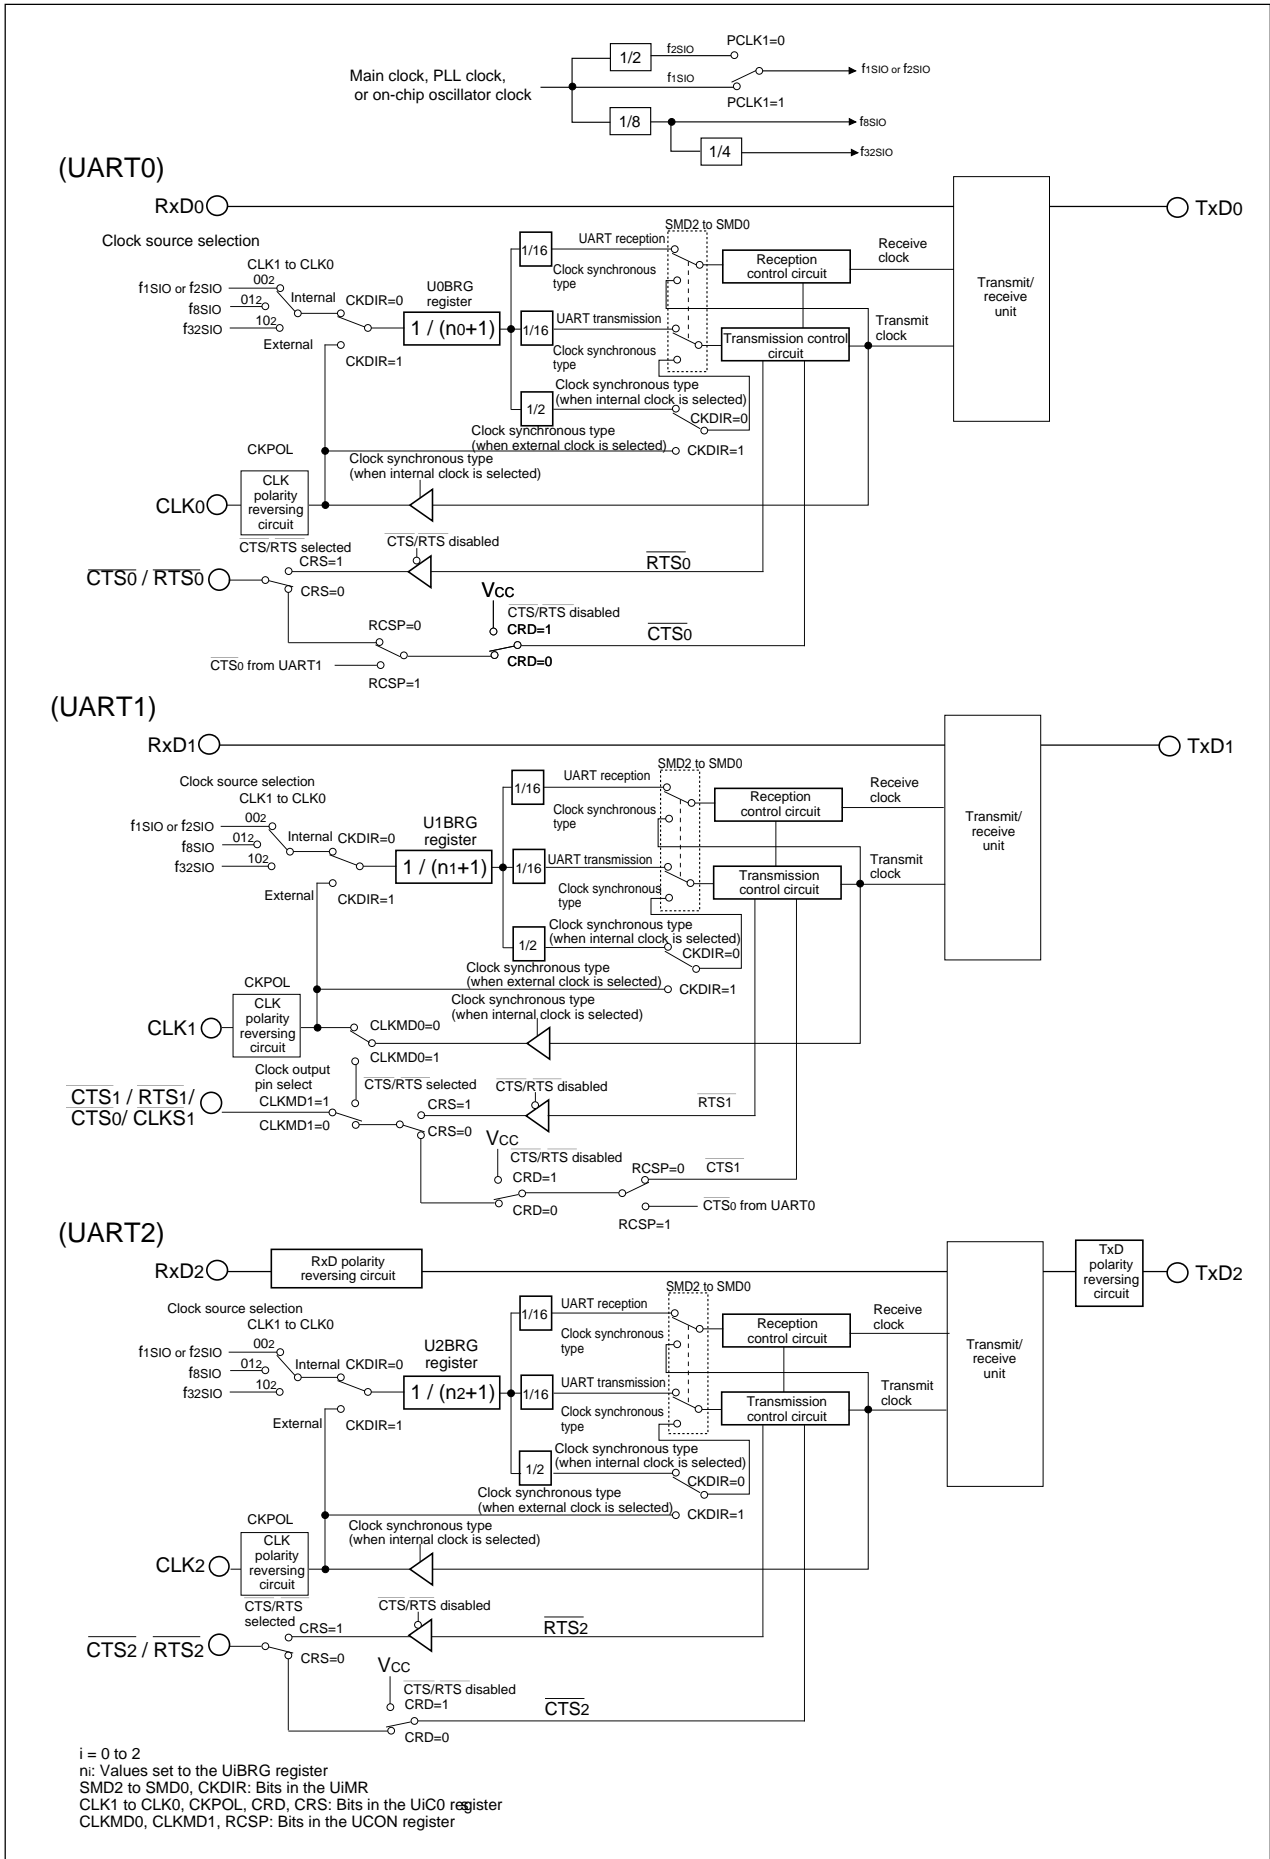 f2SIO
PCLK1=0
1/2
Main clock, PLL clock,
or on-chip oscillator clock
f1SIO
f1SIO or f2SIO
PCLK1=1
1/8
f8SIO
1/4
f32SIO
(UART0)
RxD0
TxD0
SMD2 to SMD0
Clock source selection
UART reception
1/16
Reception
control circuit
Receive
clock
Transmit/
receive
unit
CLK1 to CLK0
Clock synchronous
type
f1SIO or f2SIO
002
Internal
CKDIR=0
U0BRG
register
f8SIO
012
1 / (n0+1)
UART transmission
1/16
Transmission control
circuit
Transmit
clock
f32SIO
102
External
CKDIR=1
Clock synchronous
type
Clock synchronous type
(when internal clock is selected)
1/2
CKDIR=0
Clock synchronous type
(when external clock is selected)
CKDIR=1
CKPOL
Clock synchronous type
(when internal clock is selected)
CLK0
CLK
polarity
reversing
circuit
CTS/RTS selected
CTS/RTS disabled
CRS=1
RTS0
CTS0 / RTS0
CRS=0
VCC
CTS/RTS disabled
RCSP=0
CRD=1
CTS0
CTS0 from UART1
CRD=0
RCSP=1
(UART1)
RxD1
TxD1
SMD2 to SMD0
Clock source selection
UART reception
1/16
Reception
control circuit
Receive
clock
Transmit/
receive
unit
CLK1 to CLK0
Clock synchronous
type
f1SIO or f2SIO
002
Internal
CKDIR=0
U1BRG
register
f8SIO
012
1 / (n1+1)
UART transmission
1/16
Transmission
control circuit
Transmit
clock
f32SIO
102
External
CKDIR=1
Clock synchronous
type
Clock synchronous type
(when internal clock is selected)
1/2
CKDIR=0
Clock synchronous type
(when external clock is selected)
CKDIR=1
CKPOL
Clock synchronous type
(when internal clock is selected)
CLK1
CLK
polarity
reversing
circuit
CLKMD0=0
CLKMD0=1
Clock output
pin select
CTS/RTS selected
CTS/RTS disabled
CTS1 / RTS1/
CTS0/ CLKS1
CLKMD1=1
CRS=1
RTS1
CLKMD1=0
CRS=0
VCC
CTS/RTS disabled
CRD=1
RCSP=0
CTS1
CRD=0
CTS0 from UART0
RCSP=1
(UART2)
RxD2
RxD polarity
reversing circuit
TxD
polarity
reversing
circuit
TxD2
SMD2 to SMD0
Clock source selection
UART reception
1/16
Reception
control circuit
Receive
clock
Transmit/
receive
unit
CLK1 to CLK0
Clock synchronous
type
f1SIO or f2SIO
002
Internal
CKDIR=0
U2BRG
register
f8SIO
012
1 / (n2+1)
UART transmission
1/16
Transmission
control circuit
Transmit
clock
f32SIO
102
External
CKDIR=1
Clock synchronous
type
Clock synchronous type
(when internal clock is selected)
1/2
CKDIR=0
Clock synchronous type
(when external clock is selected)
CKDIR=1
CKPOL
Clock synchronous type
(when internal clock is selected)
CLK2
CLK
polarity
reversing
circuit
CTS/RTS
selected
CTS/RTS disabled
CRS=1
RTS2
CTS2 / RTS2
CRS=0
VCC
CTS/RTS disabled
CRD=1
CTS2
CRD=0
i = 0 to 2
ni: Values set to the UiBRG register
SMD2 to SMD0, CKDIR: Bits in the UiMR
CLK1 to CLK0, CKPOL, CRD, CRS: Bits in the UiC0 register
CLKMD0, CLKMD1, RCSP: Bits in the UCON register